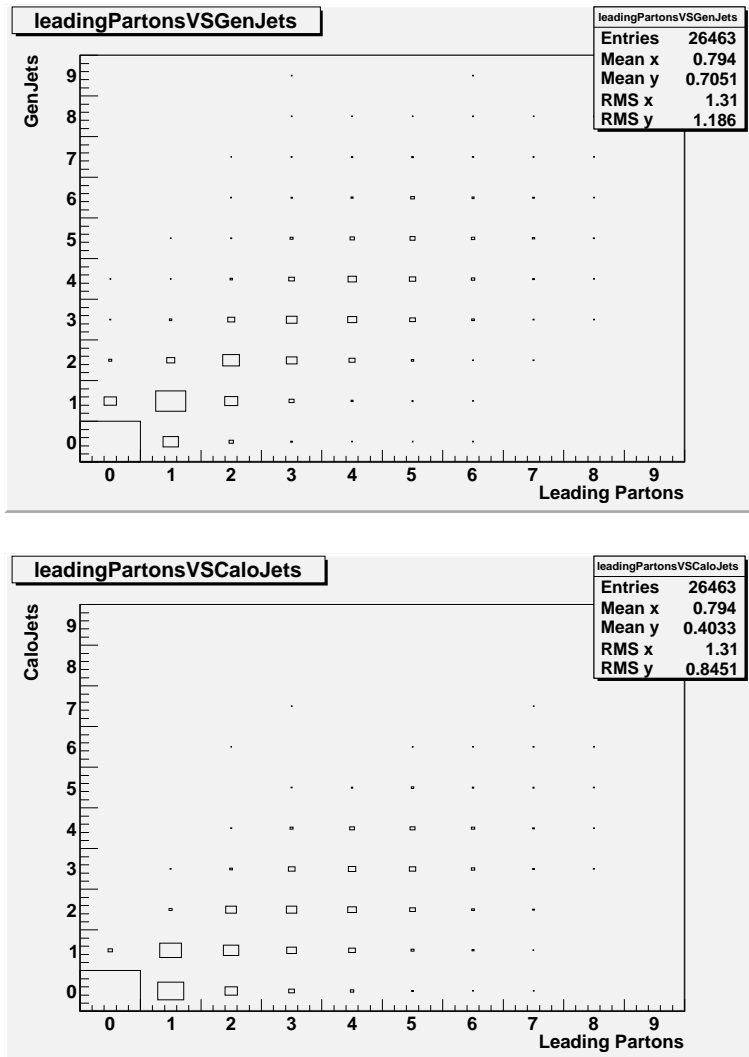 leadingPartonsVSGenJets
leadingPartonsVSGenJets
Entries 26463
Mean x 0.794
Mean y 0.7051
RMS x 1.31
RMS y 1.186
GenJets
9
8
7
6
5
4
3
2
1
0
0 1 2 3 4 5 6 7 8 9
Leading Partons
leadingPartonsVSCaloJets
leadingPartonsVSCaloJets
Entries 26463
Mean x 0.794
Mean y 0.4033
RMS x 1.31
RMS y 0.8451
CaloJets
9
8
7
6
5
4
3
2
1
0
0 1 2 3 4 5 6 7 8 9
Leading Partons